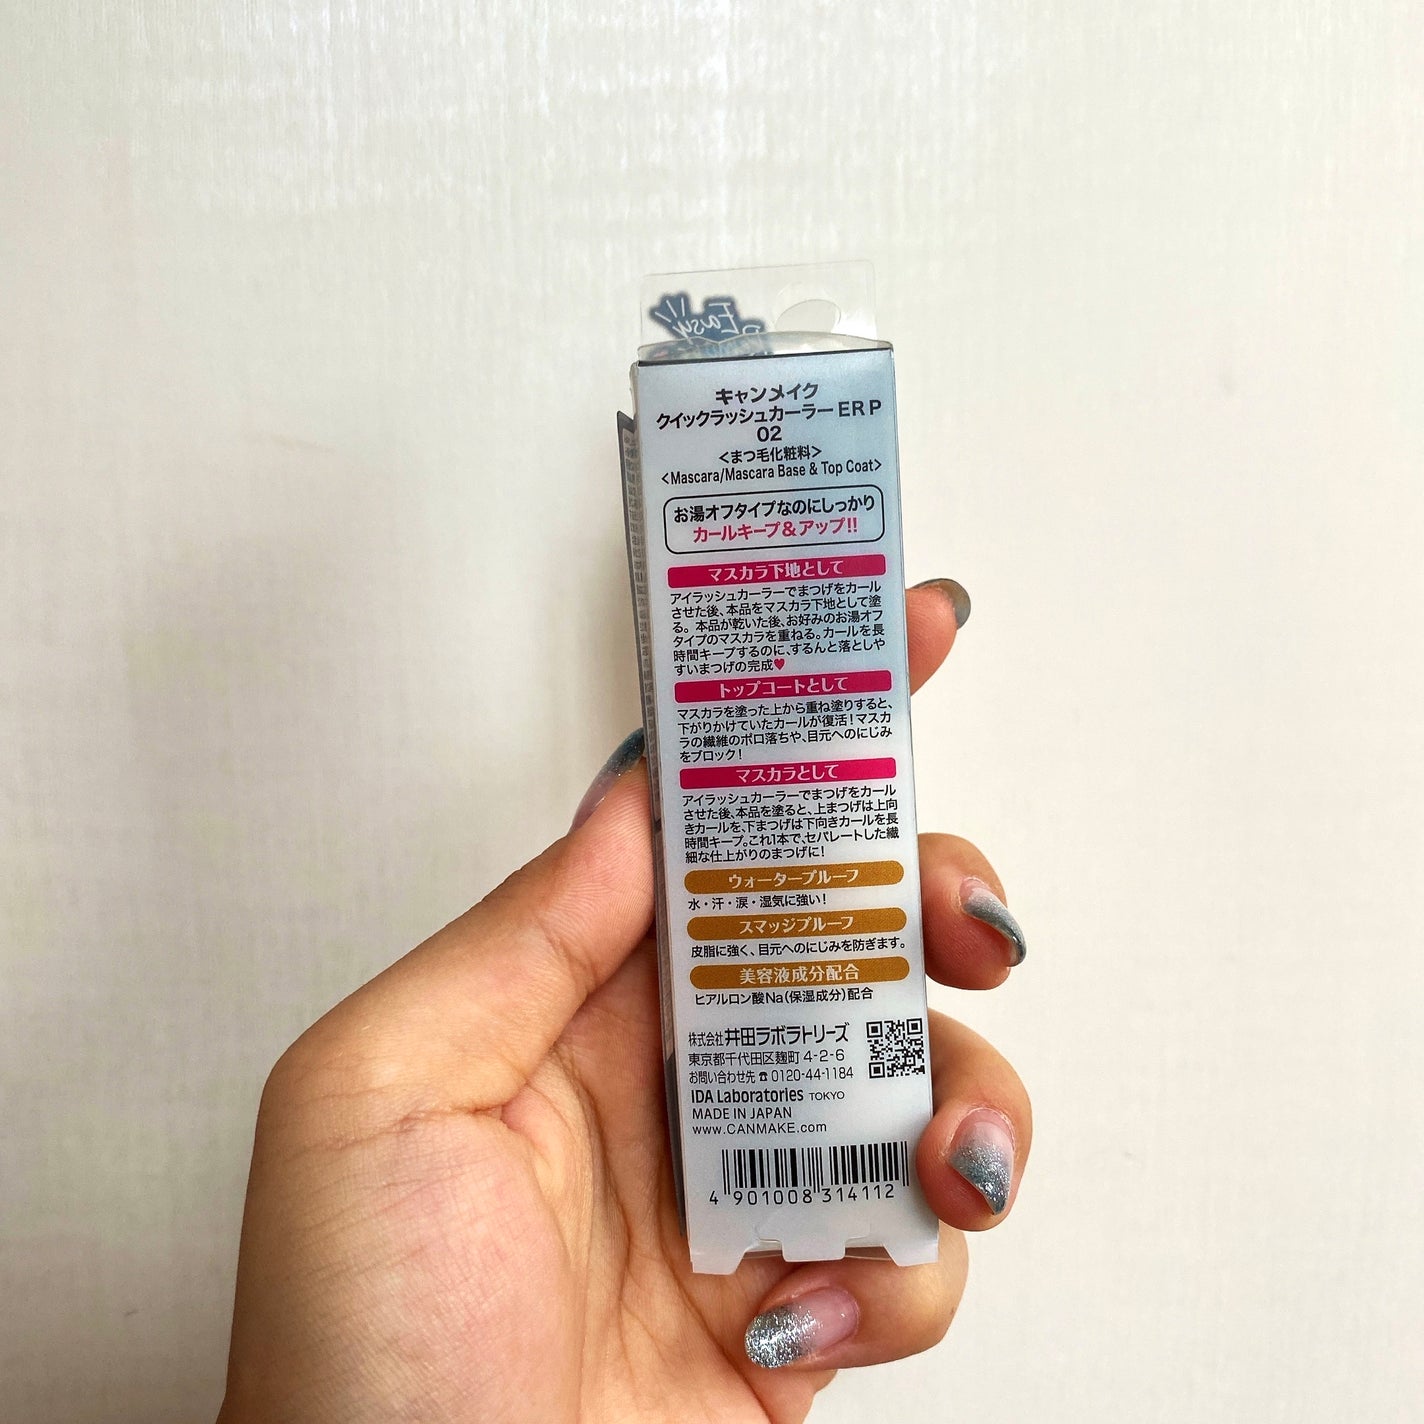 Easy
キャンメイク
クイックラッシュカーラー ER P
02
<まつ毛化粧料>
<Mascara/Mascara Base & Top Coat>
お湯オフタイプなのにしっかり
カールキープ&アップ!!
マスカラ下地として
アイラッシュカーラーでまつげをカール
させた後、本品をマスカラ下地として塗
る。本品が乾いた後、お好みのお湯オフ
タイプのマスカラを重ねる。カールを長
時間キープするのに、するんと落としや
すいまつげの完成♥
トップコートとして
マスカラを塗った上から重ね塗りすると、
下がりかけていたカールが復活!マスカ
ラの繊維のポロ落ちや、目元へのにじみ
をブロック!
マスカラとして
アイラッシュカーラーでまつげをカール
させた後、本品を塗ると、上まつげは上向
きカールを、下まつげは下向きカールを長
時間キープ。これ1本で、セパレートした繊
細な仕上がりのまつげに!
ウォータープルーフ
水・汗・涙・湿気に強い!
スマッジプルーフ
皮脂に強く、目元へのにじみを防ぎます。
美容液成分配合
ヒアルロン酸Na(保湿成分)配合
株式会社 井田ラボラトリーズ
東京都千代田区麹町 4-2-6
お問い合わせ先 ☎ 0120-44-1184
IDA Laboratories TOKYO
MADE IN JAPAN
www.CANMAKE.com
4 901008 314112